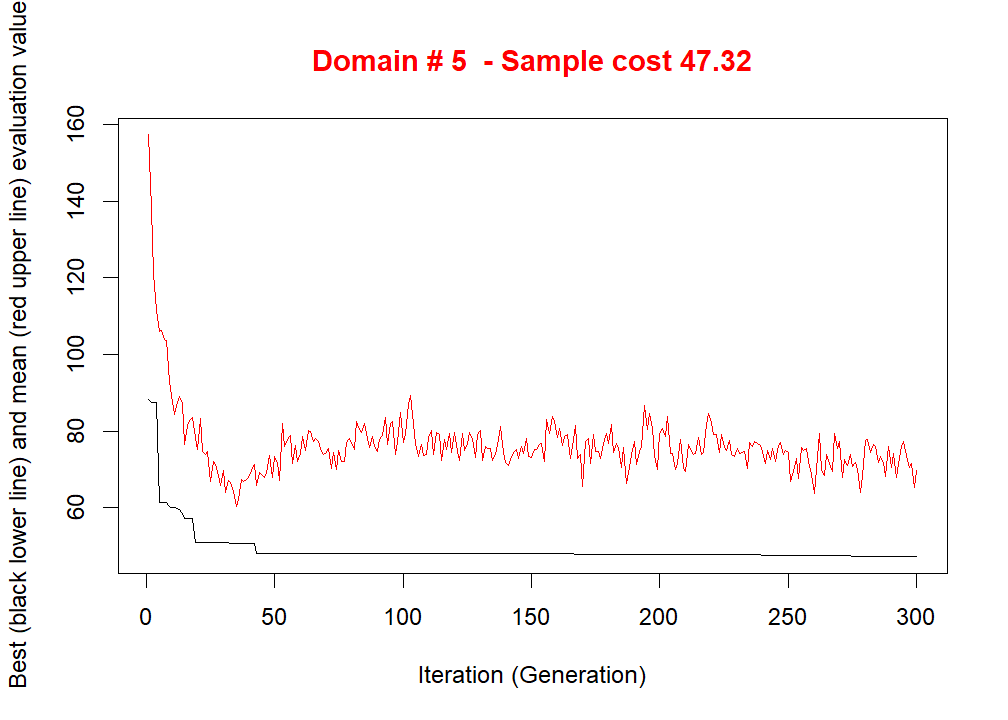 Domain # 5  - Sample cost 47.32
Best (black lower line) and mean (red upper line) evaluation value
160
140
120
100
80
60
0 50 100 150 200 250 300
Iteration (Generation)